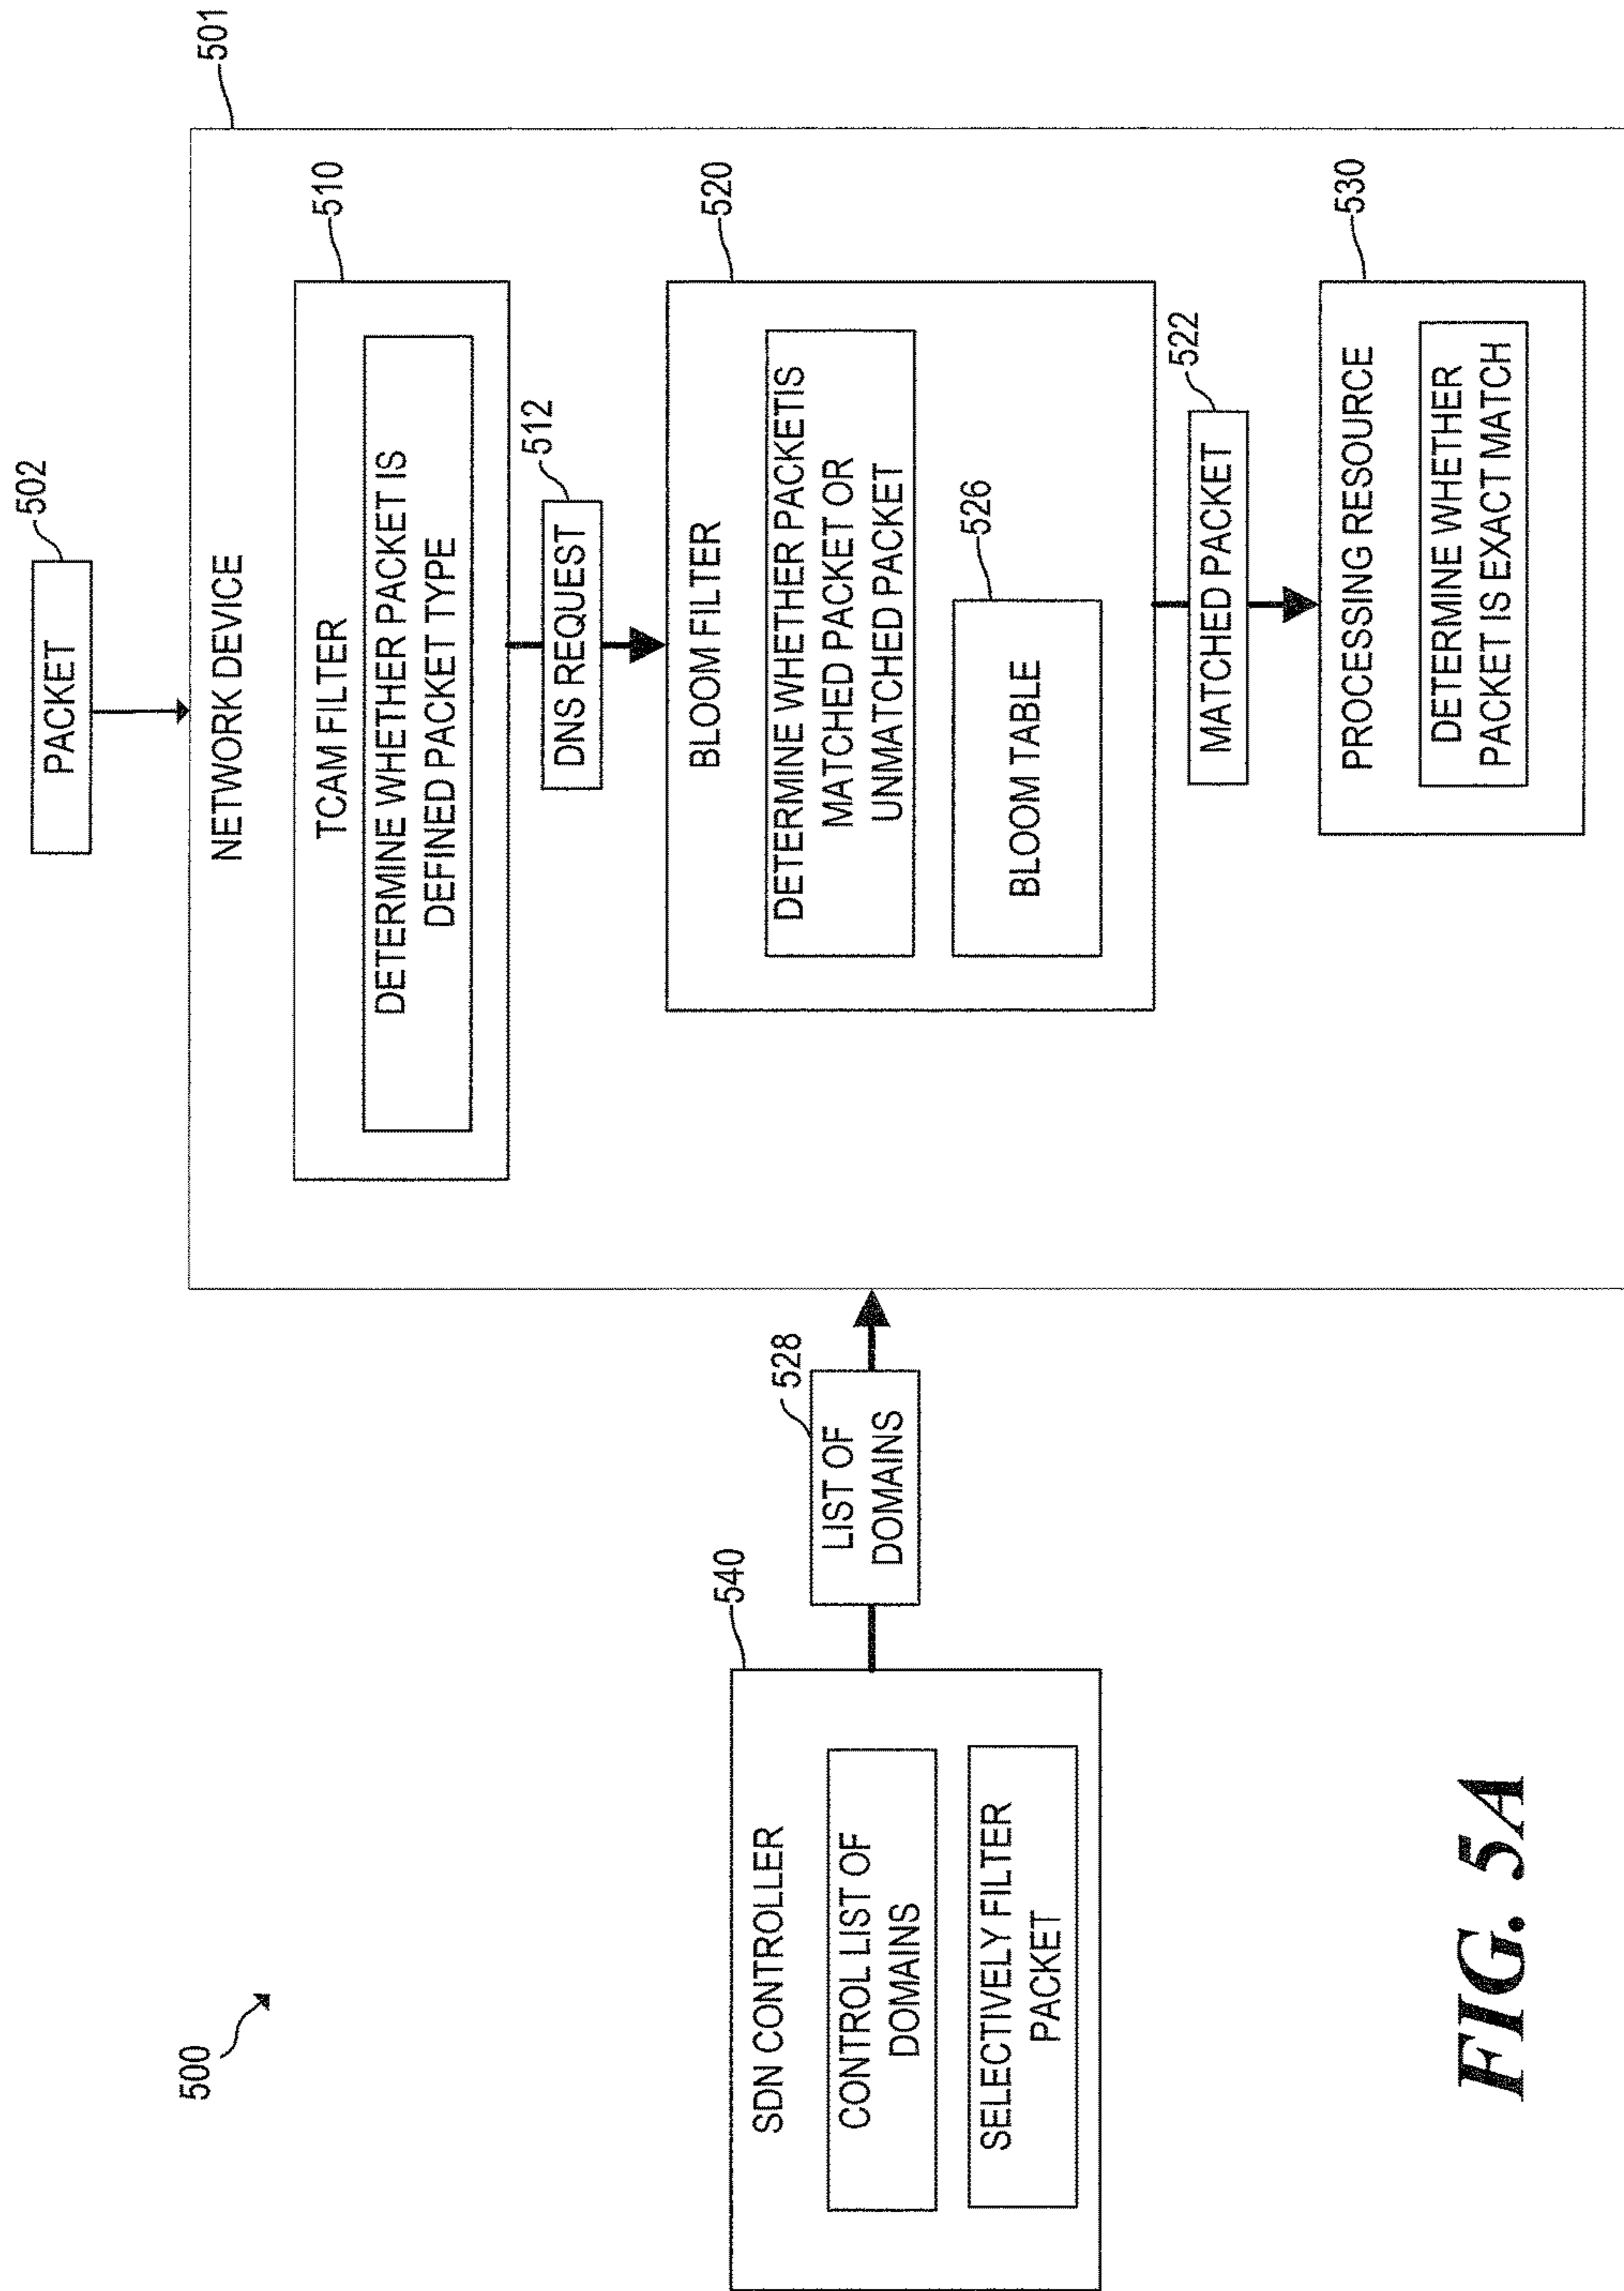 500
PACKET
502
NETWORK DEVICE
501
TCAM FILTER
510
DETERMINE WHETHER PACKET IS
DEFINED PACKET TYPE
DNS REQUEST
512
BLOOM FILTER
520
DETERMINE WHETHER PACKETIS
MATCHED PACKET OR
UNMATCHED PACKET
BLOOM TABLE
526
MATCHED PACKET
522
PROCESSING RESOURCE
530
DETERMINE WHETHER
PACKET IS EXACT MATCH
SDN CONTROLLER
540
CONTROL LIST OF
DOMAINS
SELECTIVELY FILTER
PACKET
LIST OF
DOMAINS
528
FIG. 5A